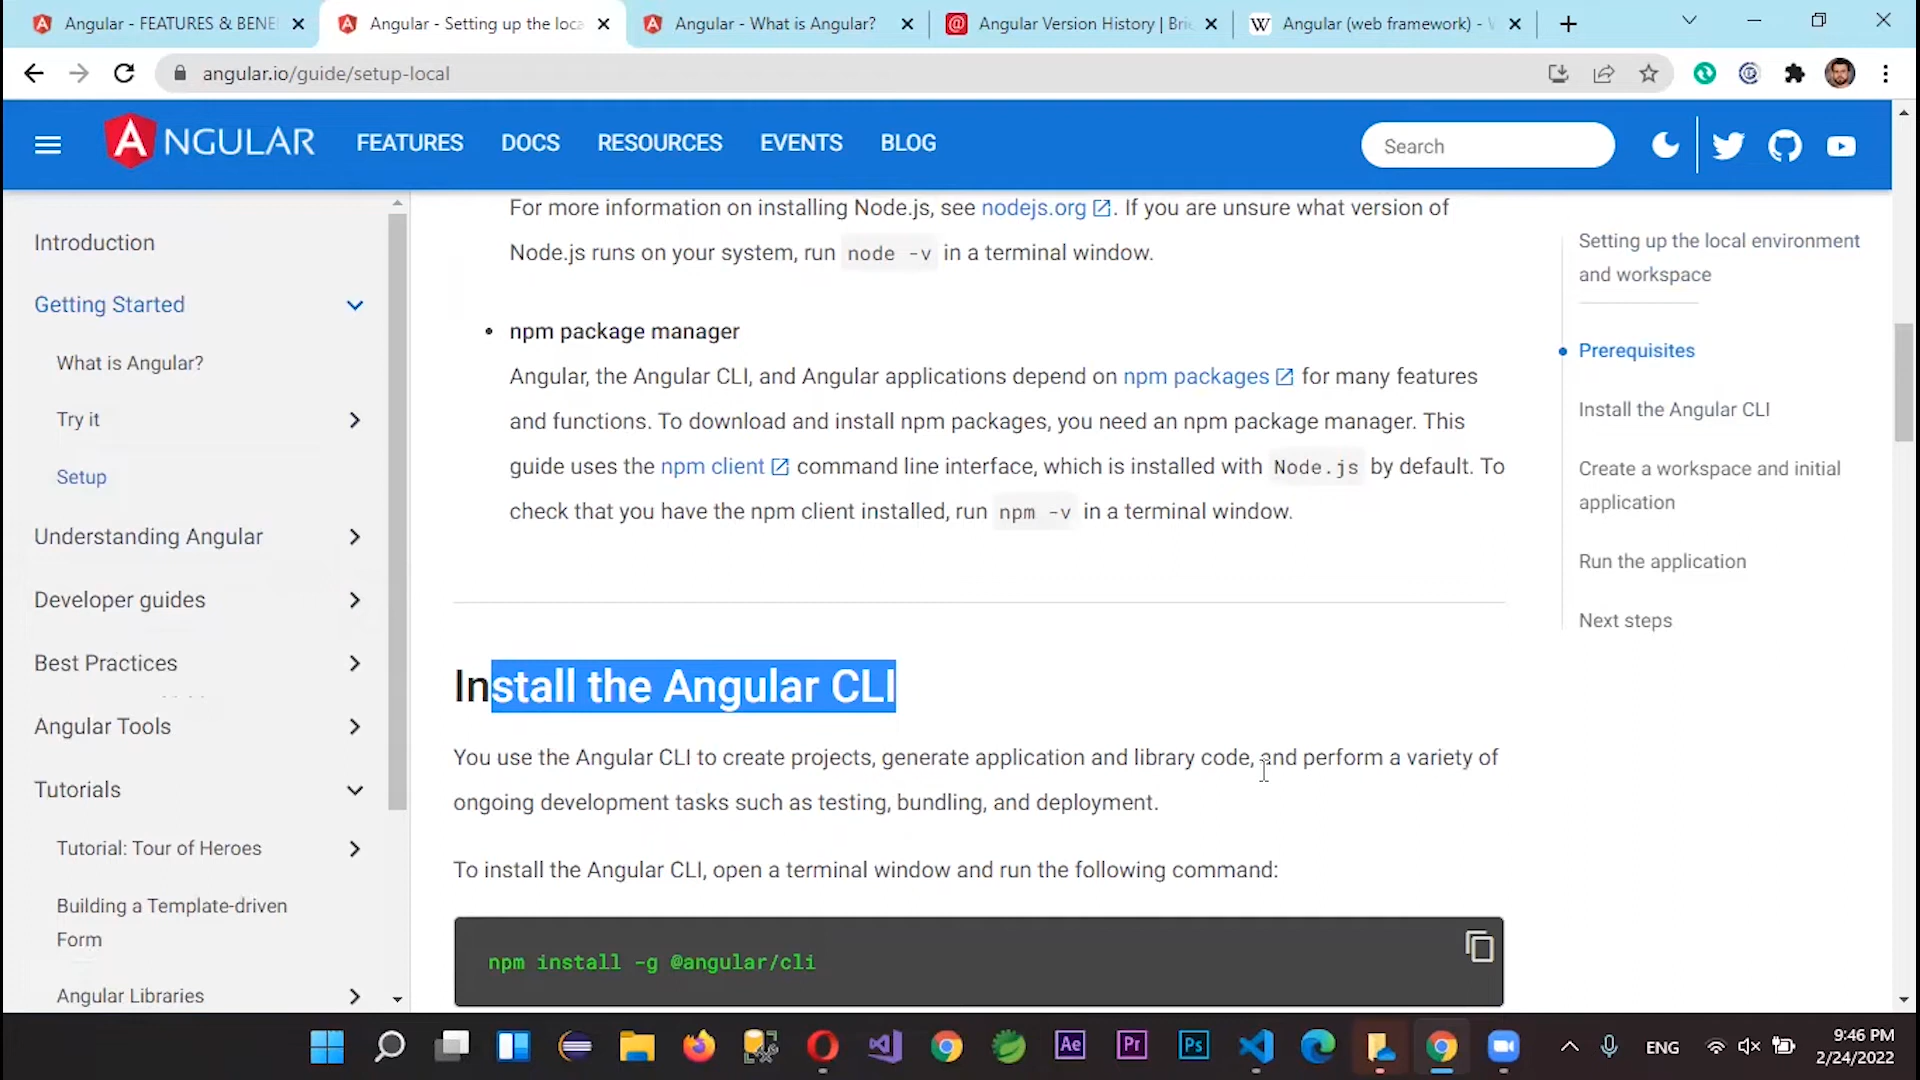 Angular - FEATURES & BENE
Angular - Setting up the loca
Angular - What is Angular?
Angular Version History | Bri
Angular (web framework) -
angular.io/guide/setup-local
ANGULAR
FEATURES
DOCS
RESOURCES
EVENTS
BLOG
Search
Introduction
Getting Started
What is Angular?
Try it
Setup
Understanding Angular
Developer guides
Best Practices
Angular Tools
Tutorials
Tutorial: Tour of Heroes
Building a Template-driven
Form
Angular Libraries
For more information on installing Node.js, see nodejs.org. If you are unsure what version of
Node.js runs on your system, run node -v in a terminal window.
• npm package manager
Angular, the Angular CLI, and Angular applications depend on npm packages for many features
and functions. To download and install npm packages, you need an npm package manager. This
guide uses the npm client command line interface, which is installed with Node.js by default. To
check that you have the npm client installed, run npm -v in a terminal window.
Install the Angular CLI
You use the Angular CLI to create projects, generate application and library code, and perform a variety of
ongoing development tasks such as testing, bundling, and deployment.
To install the Angular CLI, open a terminal window and run the following command:
npm install -g @angular/cli
Setting up the local environment
and workspace
Prerequisites
Install the Angular CLI
Create a workspace and initial
application
Run the application
Next steps
Ae
Pr
Ps
ENG
9:46 PM
2/24/2022